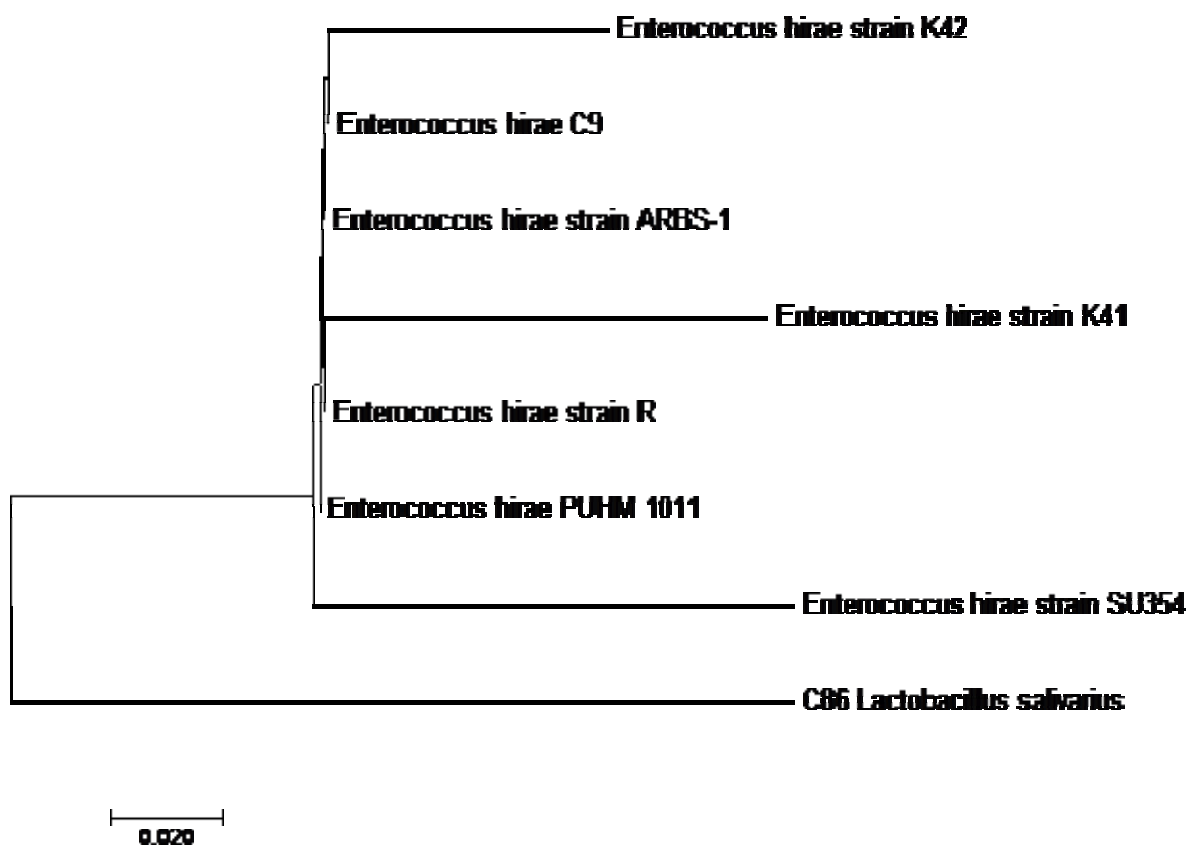 Enterococcus hirae strain K42
Enterococcus hirae C9
Enterococcus hirae strain ARBS-1
Enterococcus hirae strain K41
Enterococcus hirae strain R
Enterococcus hirae PUHM 1011
Enterococcus hirae strain SU354
C86 Lactobacillus salivarius
0.020